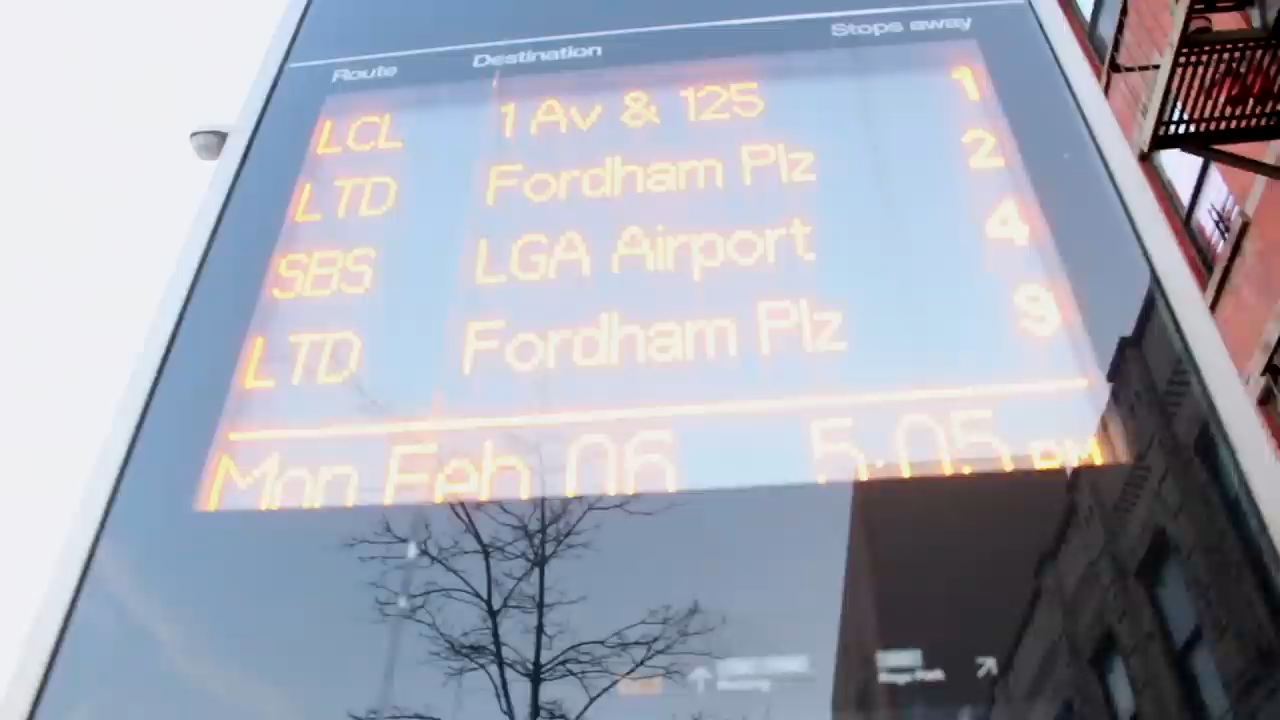 Route Destination Stops away
LCL 1 Av & 125 1
LTD Fordham Plz 2
SBS LGA Airport 4
LTD Fordham Plz 9
Mon Feb 06 5:05 PM